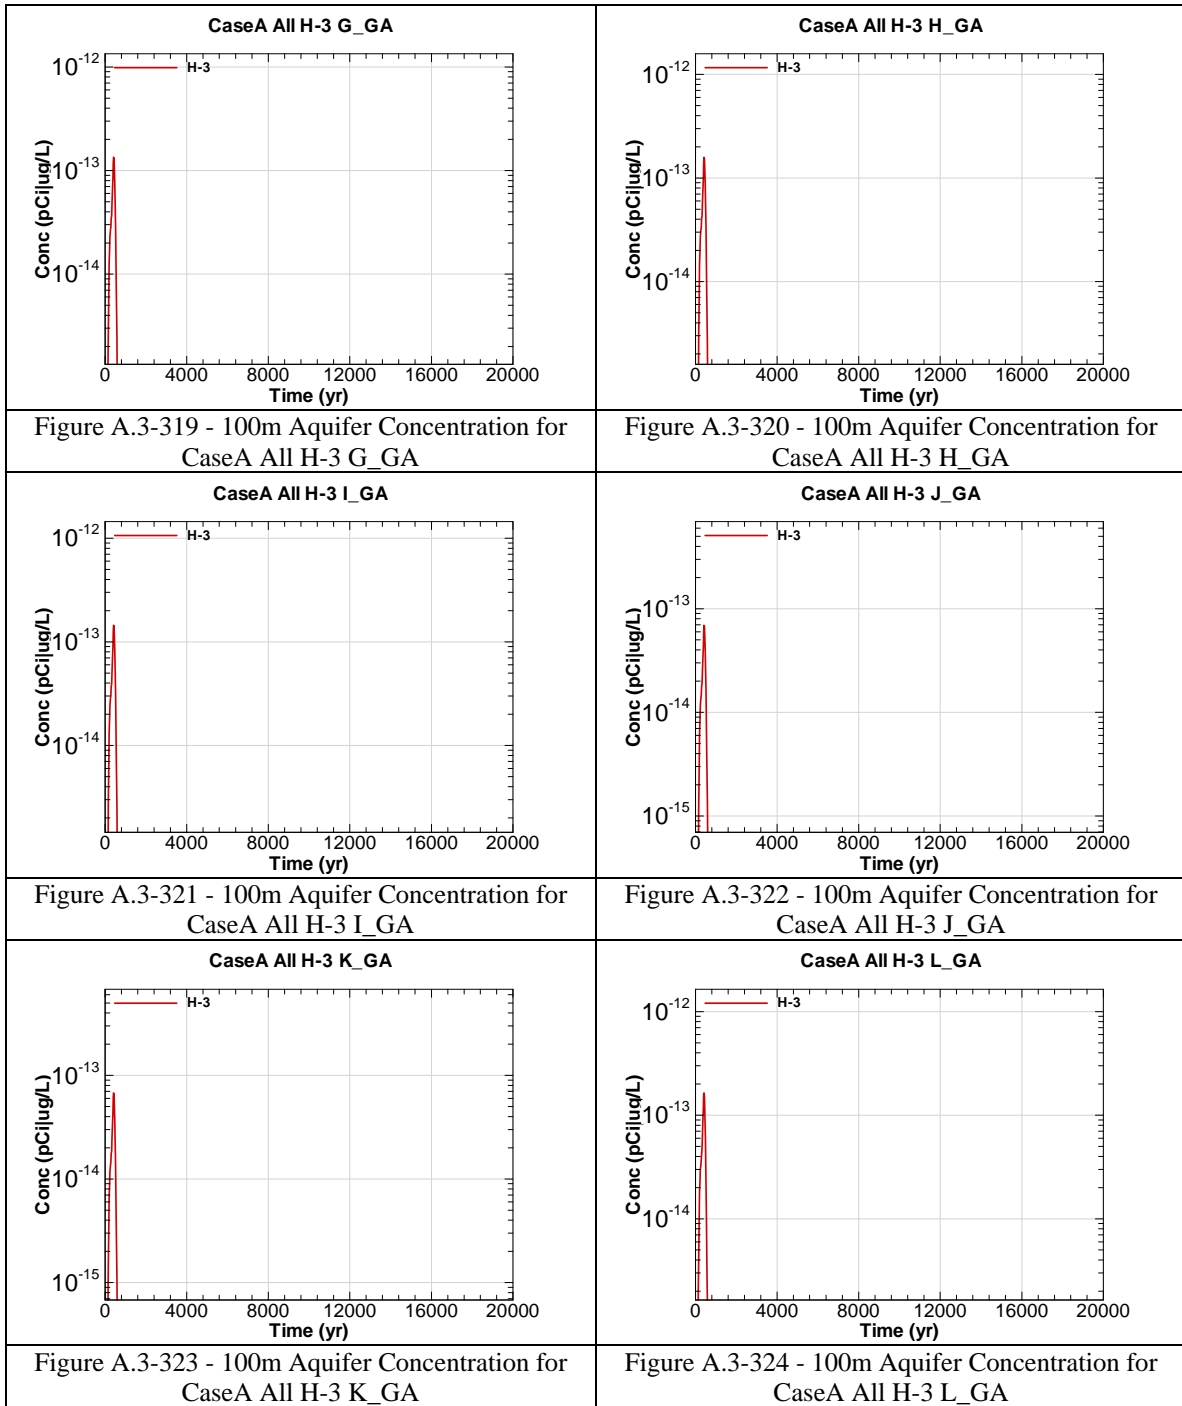 CaseA All H-3 G_GA
H-3
10-12
10-13
10-14
Conc (pCi|ug/L)
0 4000 8000 12000 16000 20000
Time (yr)
Figure A.3-319 - 100m Aquifer Concentration for
CaseA All H-3 G_GA
CaseA All H-3 H_GA
H-3
10-12
10-13
10-14
Conc (pCi|ug/L)
0 4000 8000 12000 16000 20000
Time (yr)
Figure A.3-320 - 100m Aquifer Concentration for
CaseA All H-3 H_GA
CaseA All H-3 I_GA
H-3
10-12
10-13
10-14
Conc (pCi|ug/L)
0 4000 8000 12000 16000 20000
Time (yr)
Figure A.3-321 - 100m Aquifer Concentration for
CaseA All H-3 I_GA
CaseA All H-3 J_GA
H-3
10-13
10-14
10-15
Conc (pCi|ug/L)
0 4000 8000 12000 16000 20000
Time (yr)
Figure A.3-322 - 100m Aquifer Concentration for
CaseA All H-3 J_GA
CaseA All H-3 K_GA
H-3
10-13
10-14
10-15
Conc (pCi|ug/L)
0 4000 8000 12000 16000 20000
Time (yr)
Figure A.3-323 - 100m Aquifer Concentration for
CaseA All H-3 K_GA
CaseA All H-3 L_GA
H-3
10-12
10-13
10-14
Conc (pCi|ug/L)
0 4000 8000 12000 16000 20000
Time (yr)
Figure A.3-324 - 100m Aquifer Concentration for
CaseA All H-3 L_GA